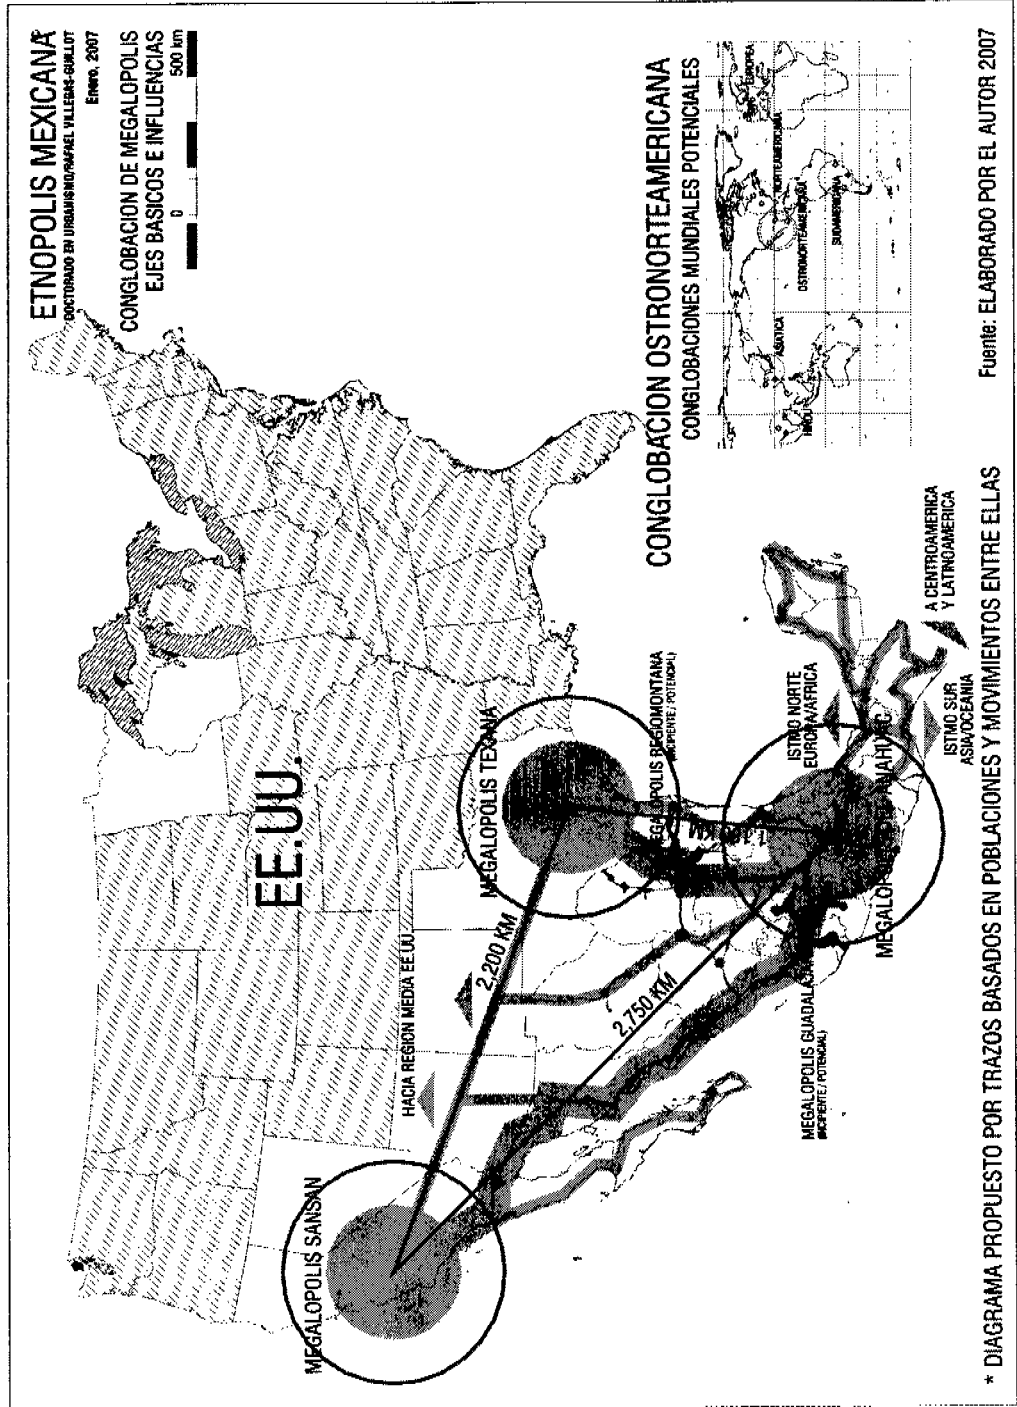 ETNOPOLIS MEXICANA
DOCTORADO EN URBANISMO/RAFAEL VILLEGAS-GUILLOT
Enero, 2007
CONGLOBACION DE MEGALOPOLIS
EJES BASICOS E INFLUENCIAS
0 500 km
EE.UU.
MEGALOPOLIS SANSAN
HACIA REGION MEDIA EE.UU.
MEGALOPOLIS TEXANA
2,200 KM
2,750 KM
KM
MEGALOPOLIS REGIOMONTANA
(INCIPIENTE / POTENCIAL)
MEGALOPOLIS GUADALAJARA
(INCIPIENTE / POTENCIAL)
ISTMO NORTE
EUROPA/AFRICA
ISTMO SUR
ASIA/OCEANIA
A CENTROAMERICA
Y LATINOAMERICA
CONGLOBACION OSTRONORTEAMERICANA
CONGLOBACIONES MUNDIALES POTENCIALES
HINDU
ASIATICA
OSTRONORTEAMERICANA
NORTEAMERICANA
SUDAMERICANA
EUROPEA
* DIAGRAMA PROPUESTO POR TRAZOS BASADOS EN POBLACIONES Y MOVIMIENTOS ENTRE ELLAS
Fuente: ELABORADO POR EL AUTOR 2007